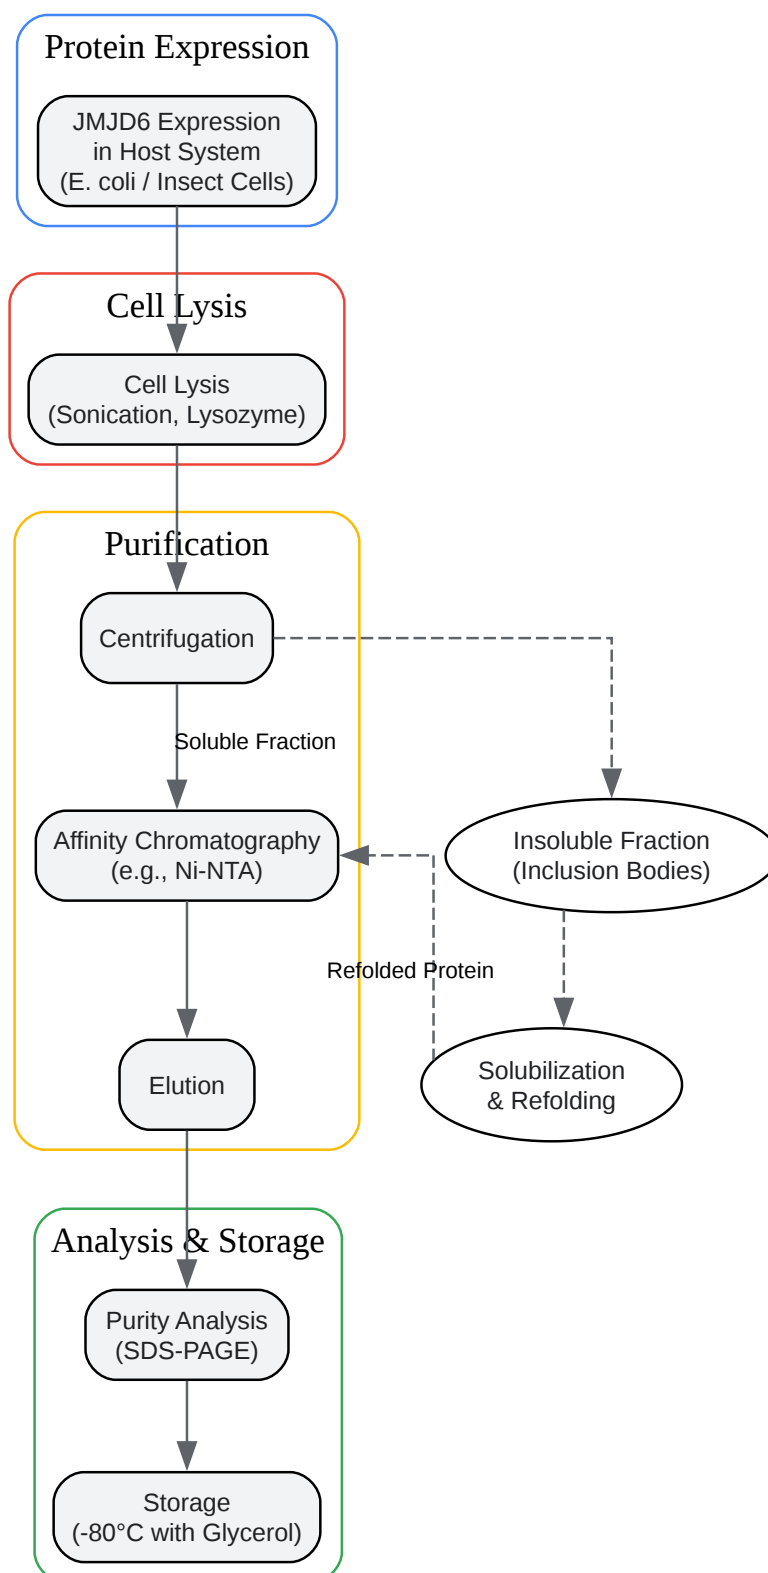 Protein Expression
JMJD6 Expression
in Host System
(E. coli / Insect Cells)
Cell Lysis
Cell Lysis
(Sonication, Lysozyme)
Purification
Centrifugation
Soluble Fraction
Affinity Chromatography
(e.g., Ni-NTA)
Insoluble Fraction
(Inclusion Bodies)
Refolded Protein
Elution
Solubilization
& Refolding
Analysis & Storage
Purity Analysis
(SDS-PAGE)
Storage
(-80°C with Glycerol)